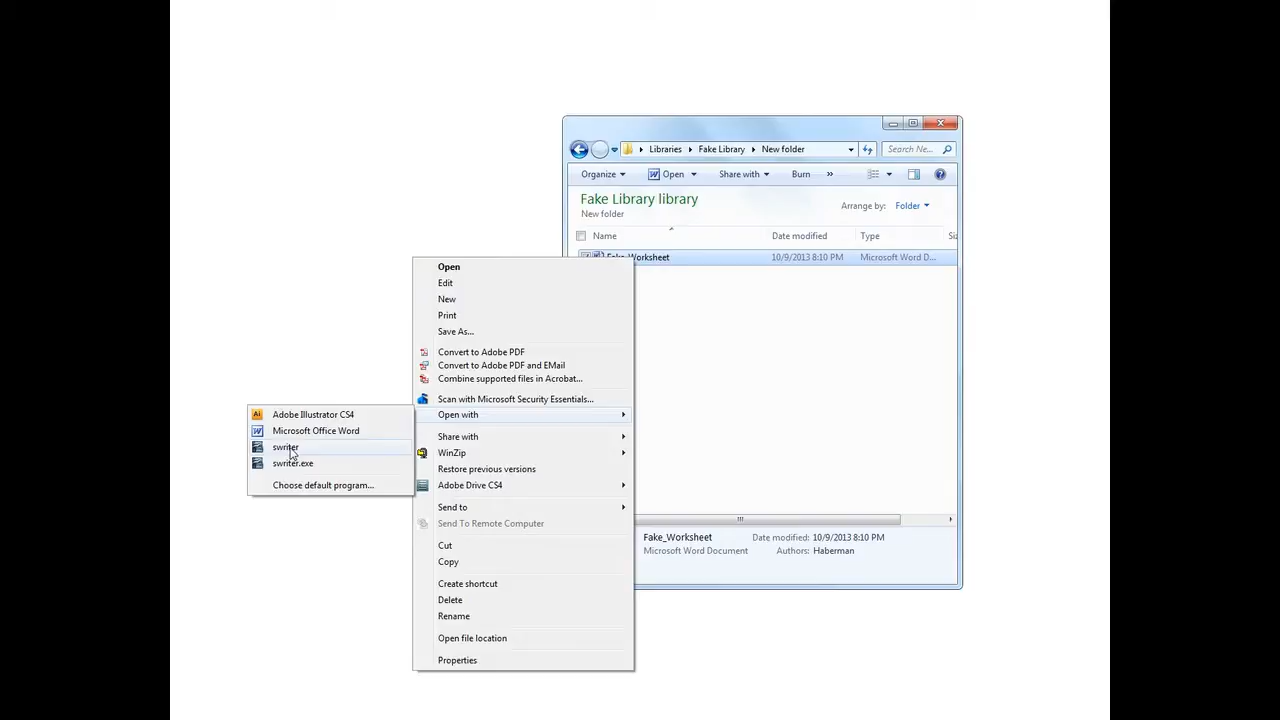 Libraries Fake Library New folder Search Ne...
Organize Open Share with Burn »
Fake Library library
New folder
Arrange by: Folder
Name Date modified Type
Fake_Worksheet 10/9/2013 8:10 PM Microsoft Word D...
Open
Edit
New
Print
Save As...
Convert to Adobe PDF
Convert to Adobe PDF and EMail
Combine supported files in Acrobat...
Scan with Microsoft Security Essentials...
Open with
Share with
WinZip
Restore previous versions
Adobe Drive CS4
Send to
Send To Remote Computer
Cut
Copy
Create shortcut
Delete
Rename
Open file location
Properties
Adobe Illustrator CS4
Microsoft Office Word
swriter
swriter.exe
Choose default program...
Fake_Worksheet Date modified: 10/9/2013 8:10 PM
Microsoft Word Document Authors: Haberman